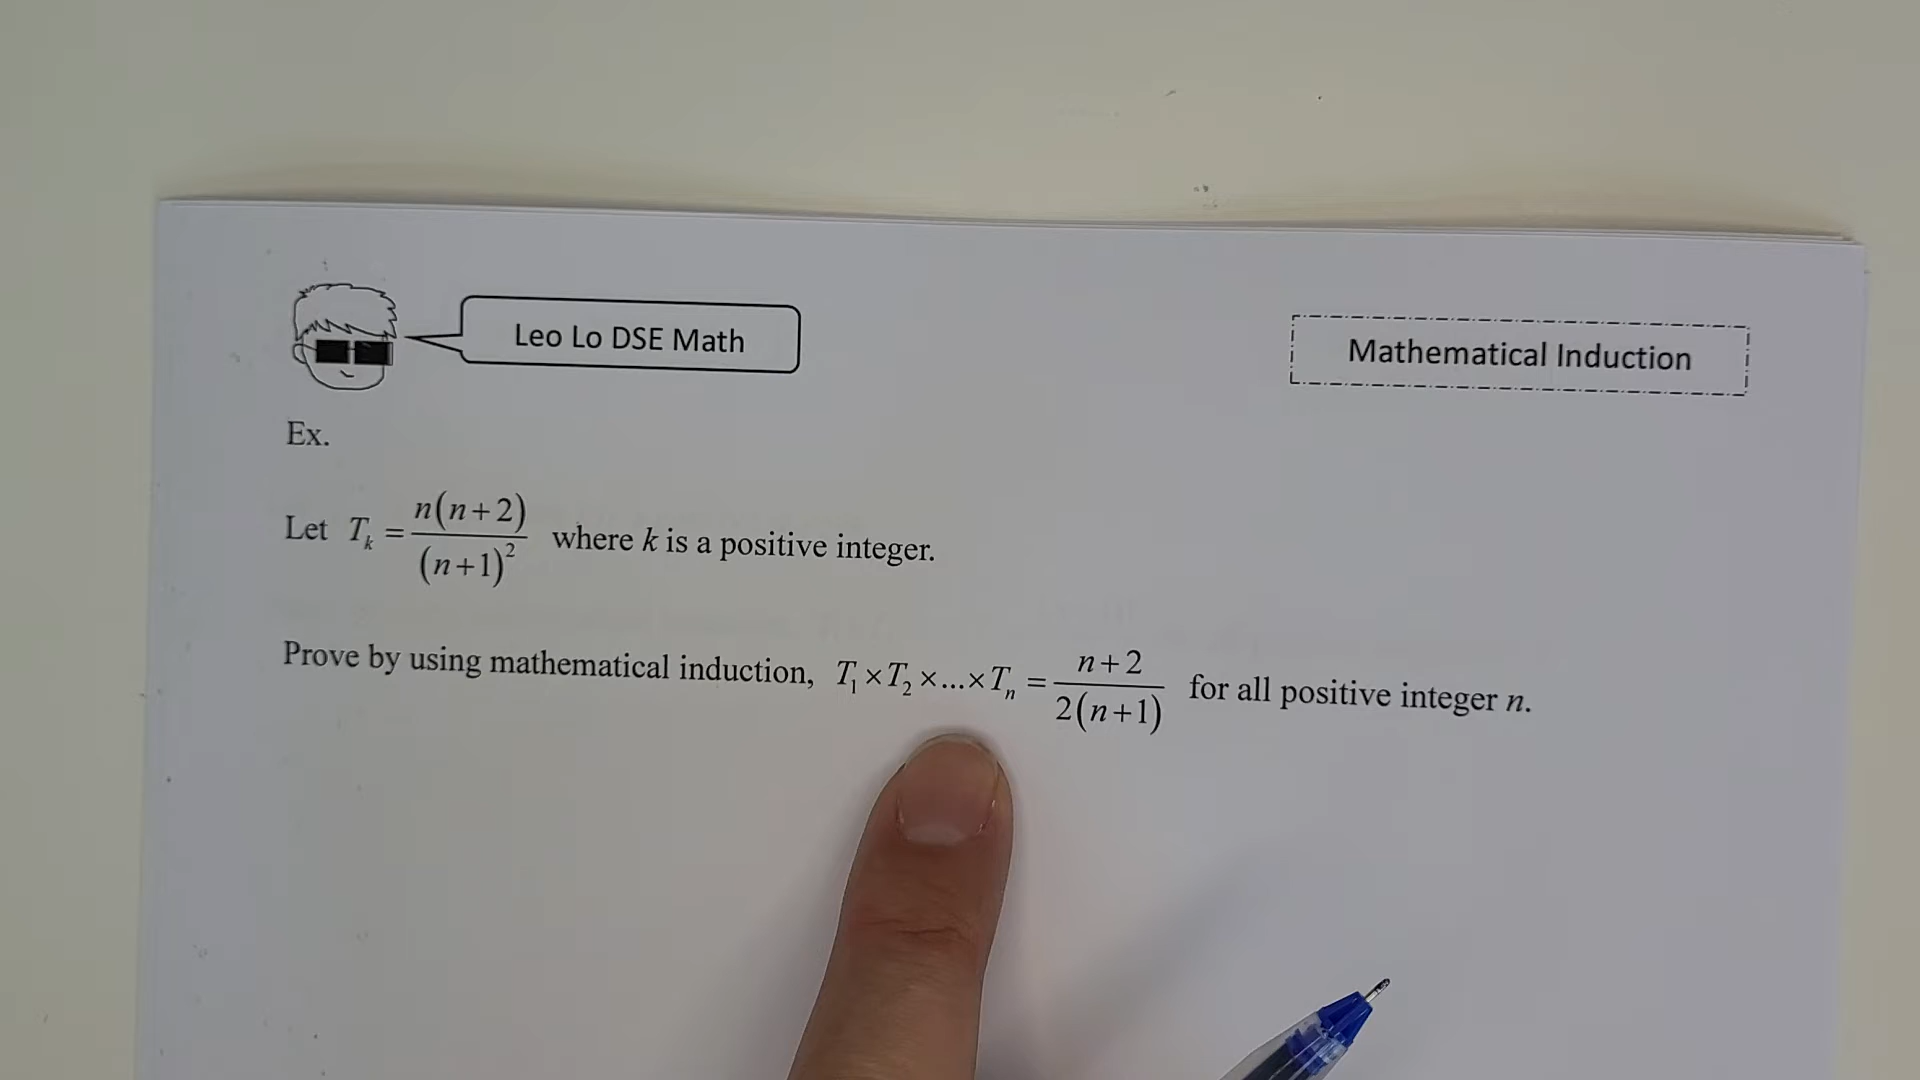 Leo Lo DSE Math
Mathematical Induction
Ex.
Let T_k = n(n+2)/(n+1)^2 where k is a positive integer.
Prove by using mathematical induction, T_1×T_2×...×T_n = n+2/2(n+1) for all positive integer n.